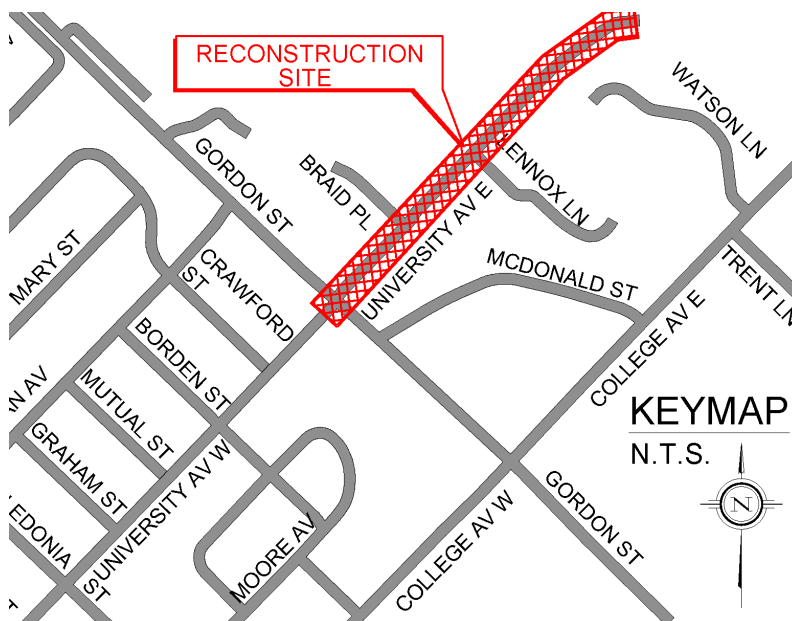 RECONSTRUCTION
SITE
WATSON LN
GORDON ST
BRAID PL
LENNOX LN
UNIVERSITY AV E
MARY ST
CRAWFORD
ST
MCDONALD ST
TRENT LN
COLLEGE AV E
BORDEN ST
AN AV
MUTUAL ST
KEYMAP
N.T.S.
GRAHAM ST
UNIVERSITY AV W
GORDON ST
N
LEDONIA
ST
MOORE AV
COLLEGE AV W